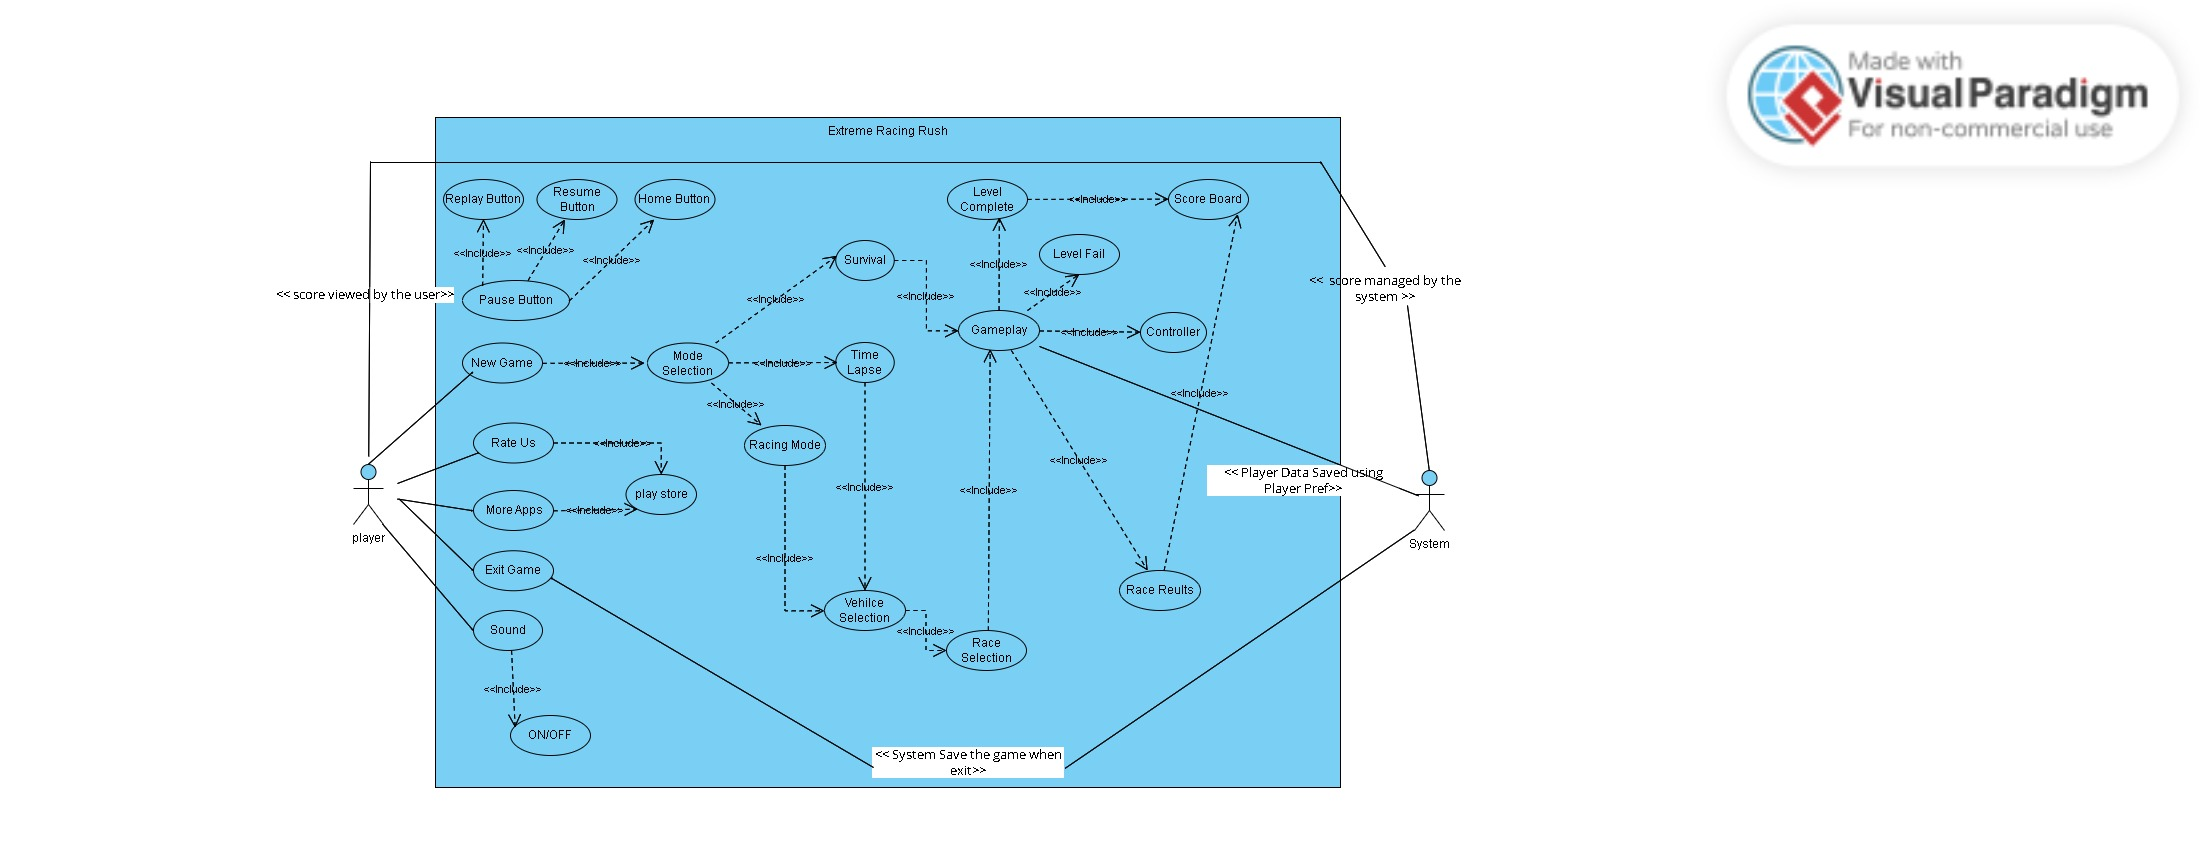 Made with
Visual Paradigm
For non-commercial use
Extreme Racing Rush
Replay Button
Resume
Button
Home Button
Level
Complete
<<Include>>
Score Board
<<Include>>
<<Include>>
<<Include>>
Survival
Level Fail
<<Include>>
<< score viewed by the user>>
Pause Button
<<Include>>
<<Include>>
<<Include>>
<< score managed by the
system >>
Gameplay
<<Include>>
Controller
New Game
<<Include>>
Mode
Selection
<<Include>>
Time
Lapse
<<Include>>
<<Include>>
Rate Us
<<Include>>
Racing Mode
<<Include>>
<< Player Data Saved using
Player Pref>>
play store
<<Include>>
<<Include>>
More Apps
<<Include>>
player
System
<<Include>>
Exit Game
Race Reults
Vehilce
Selection
Sound
<<Include>>
Race
Selection
<<Include>>
ON/OFF
<< System Save the game when
exit>>